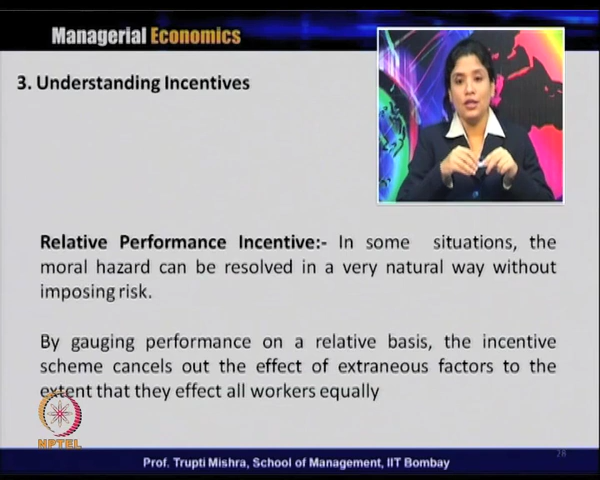 Managerial Economics
3. Understanding Incentives
Relative Performance Incentive:- In some situations, the
moral hazard can be resolved in a very natural way without
imposing risk.
By gauging performance on a relative basis, the incentive
scheme cancels out the effect of extraneous factors to the
extent that they effect all workers equally
NPTEL
Prof. Trupti Mishra, School of Management, IIT Bombay